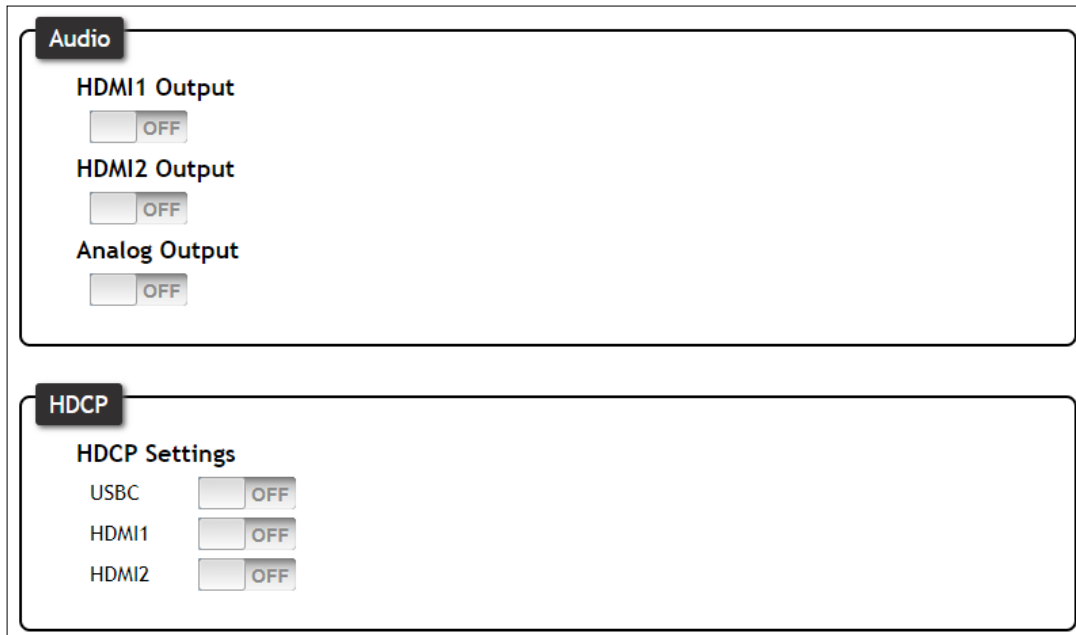 Audio
HDMI1 Output
OFF
HDMI2 Output
OFF
Analog Output
OFF
HDCP
HDCP Settings
USBC OFF
HDMI1 OFF
HDMI2 OFF